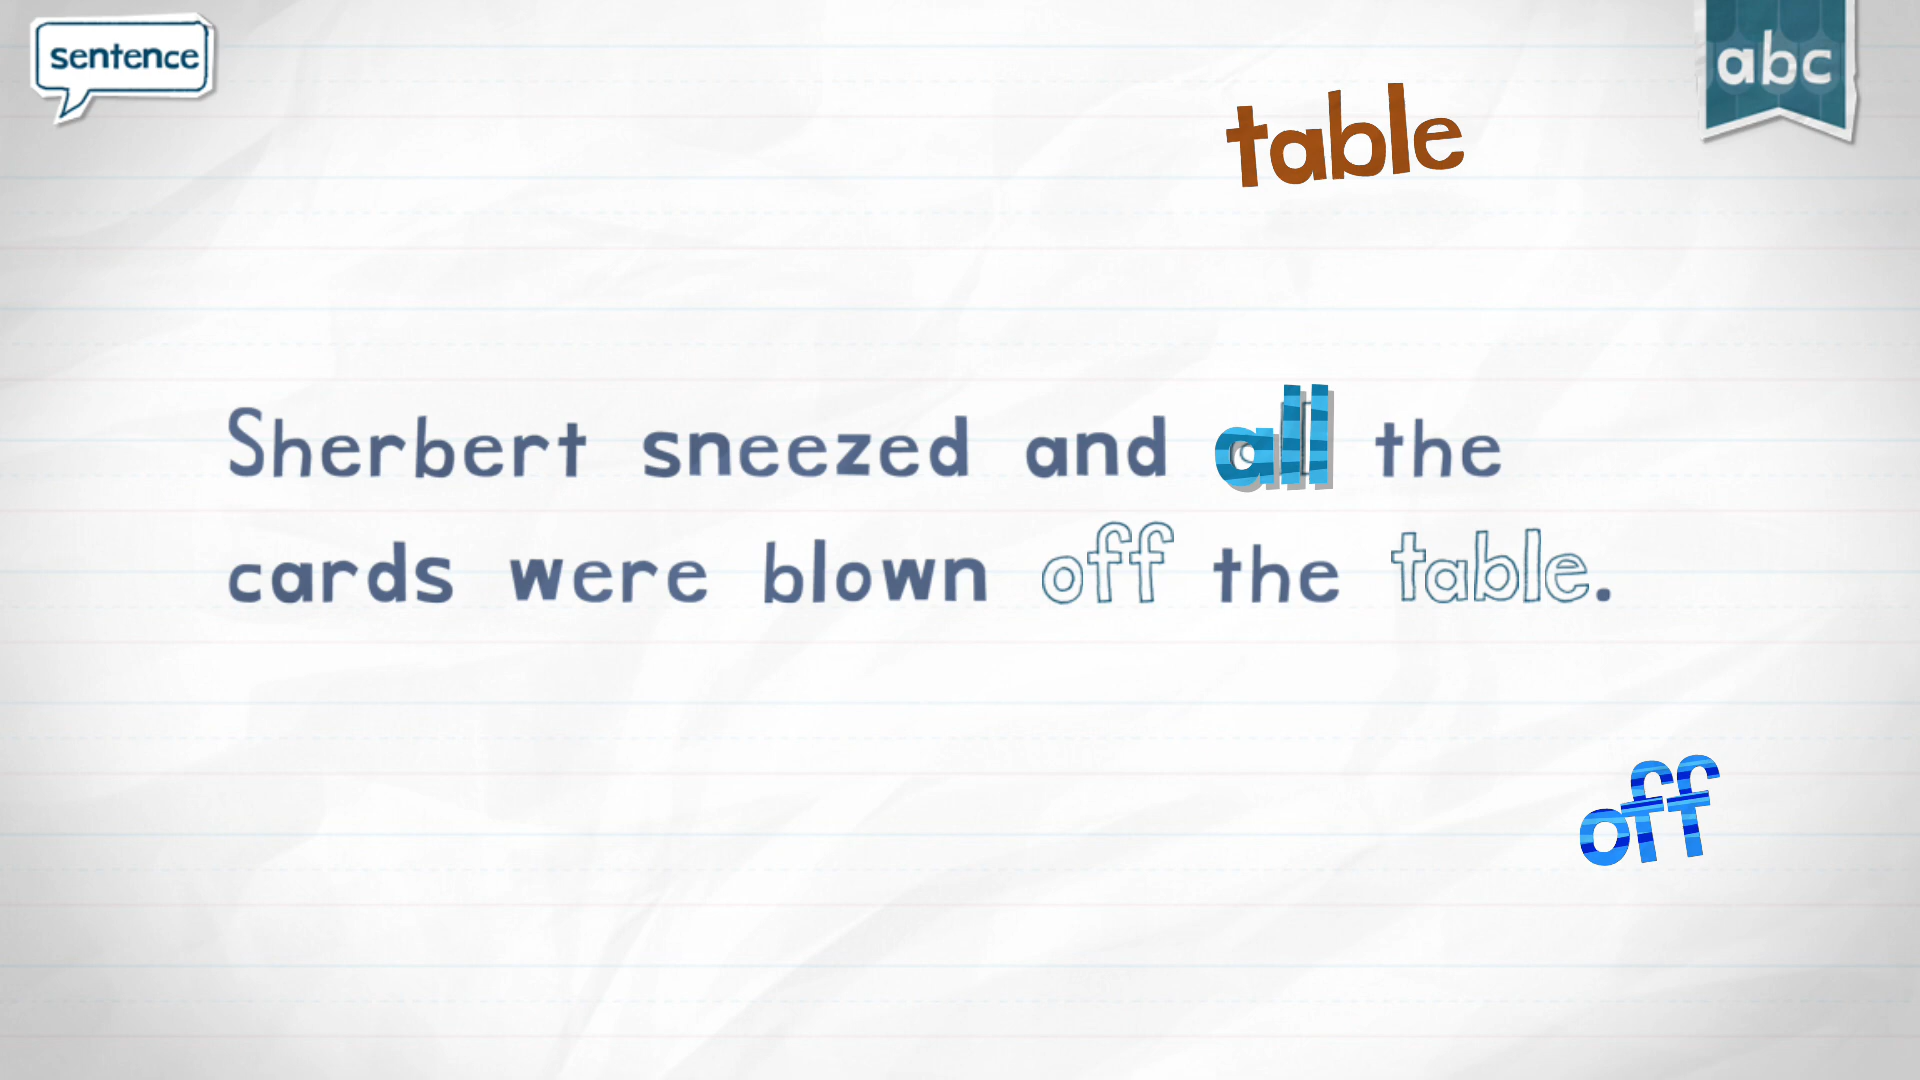 sentence
abc
table
Sherbert sneezed and all the
cards were blown off the table.
off